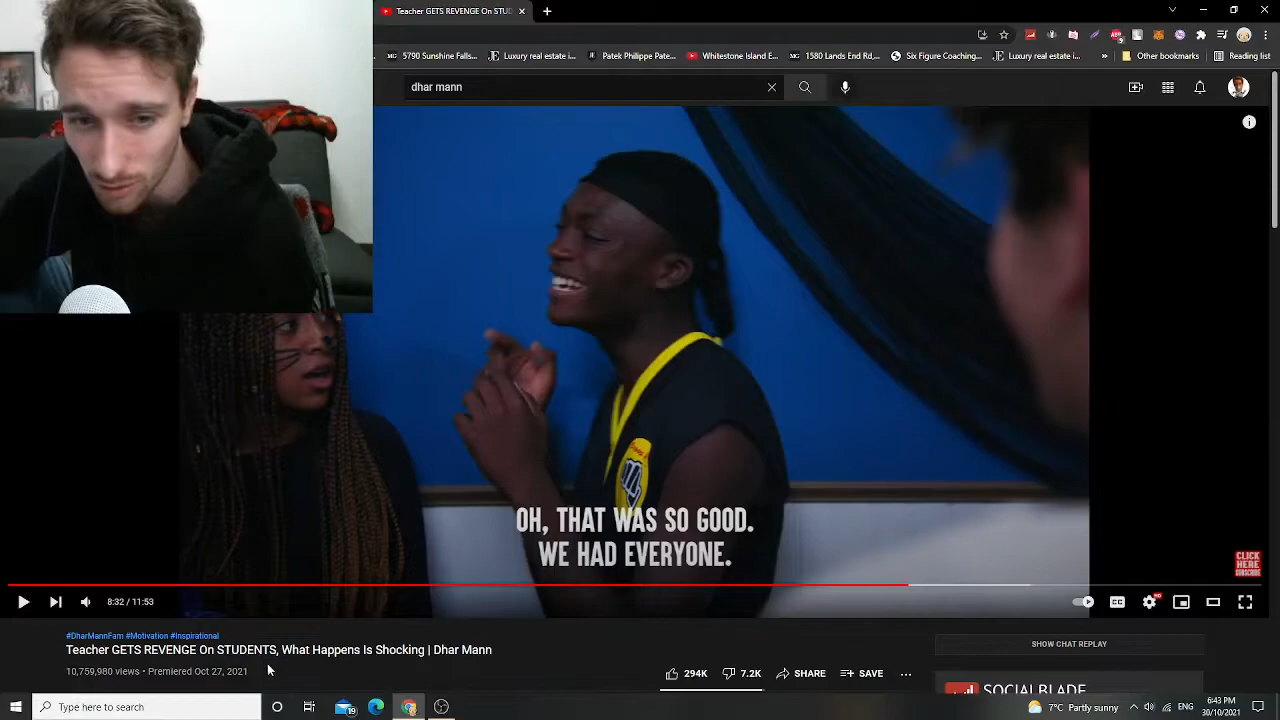 Teacher GETS REVENGE On STUD
5790 Sunshine Falls...
Luxury real estate i...
Patek Philippe Pate...
Whitestone Island E...
1580 Lands End Rd,...
Six Figure Coaching...
Luxury real estate i...
Other bookmarks
Reading list
dhar mann
OH, THAT WAS SO GOOD.
WE HAD EVERYONE.
CLICK
HERE
SUBSCRIBE
8:32 / 11:53
HD
#DharMannFam #Motivation #Inspirational
Teacher GETS REVENGE On STUDENTS, What Happens Is Shocking | Dhar Mann
10,759,980 views • Premiered Oct 27, 2021
294K
7.2K
SHARE
SAVE
SHOW CHAT REPLAY
SOCIALBLADE
Type here to search
19
7°C Partly sunny
ENG
6:43 PM
30/10/2021